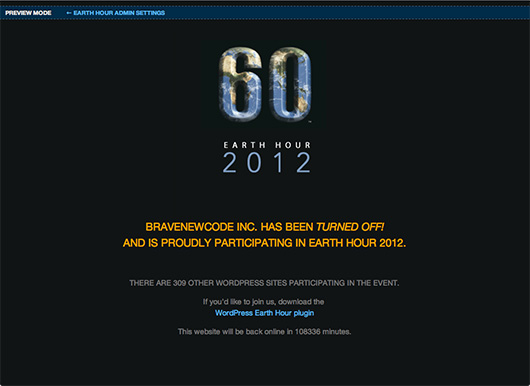 PREVIEW MODE ← EARTH HOUR ADMIN SETTINGS
60
EARTH HOUR
2012
BRAVENEWCODE INC. HAS BEEN TURNED OFF!
AND IS PROUDLY PARTICIPATING IN EARTH HOUR 2012.
THERE ARE 309 OTHER WORDPRESS SITES PARTICIPATING IN THE EVENT.
If you'd like to join us, download the
WordPress Earth Hour plugin
This website will be back online in 108336 minutes.